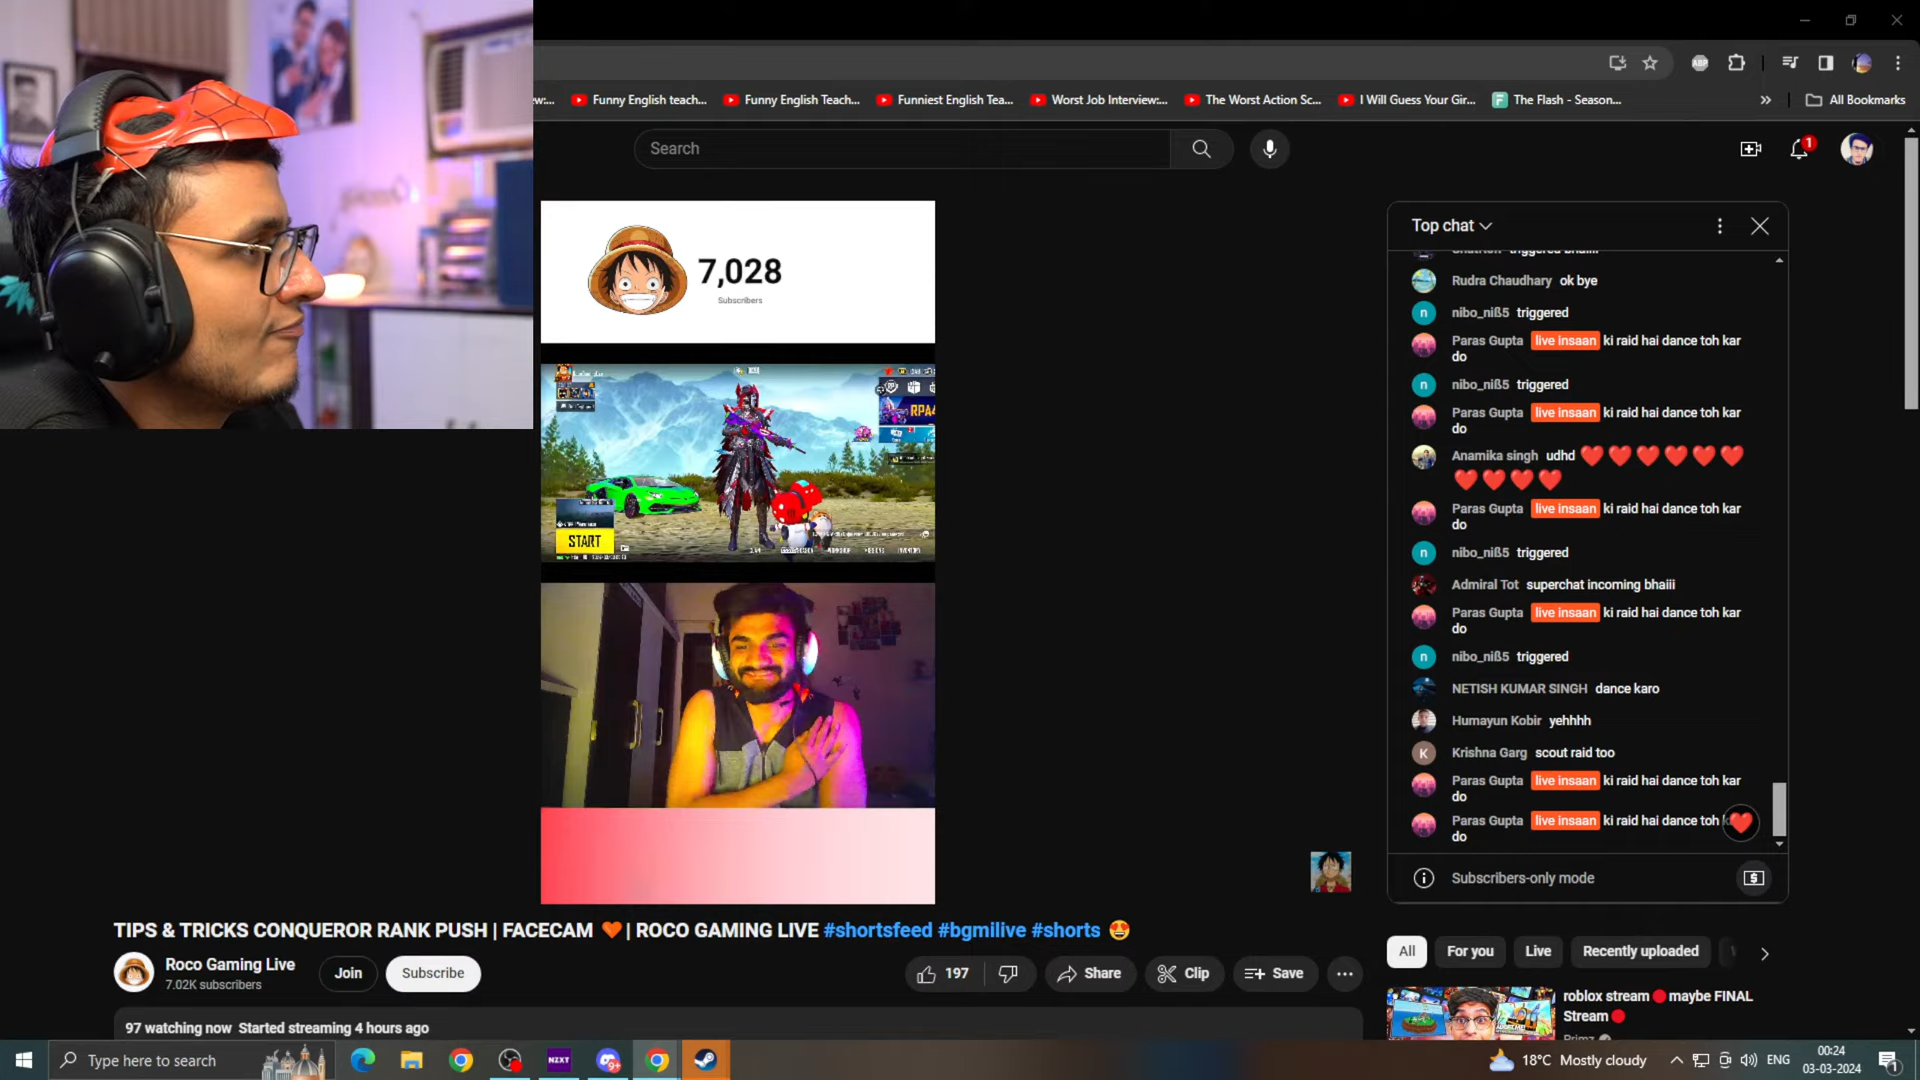 ew:...
Funny English teach...
Funny English Teach...
Funniest English Tea...
Worst Job Interview:...
The Worst Action Sc...
I Will Guess Your Gir...
The Flash - Season...
All Bookmarks
Search
1
7,028
Subscribers
START
Top chat
Rudra Chaudhary ok bye
nibo_niß5 triggered
Paras Gupta live insaan ki raid hai dance toh kar
do
nibo_niß5 triggered
Paras Gupta live insaan ki raid hai dance toh kar
do
Anamika singh udhd ❤️❤️❤️❤️❤️❤️
❤️❤️❤️❤️
Paras Gupta live insaan ki raid hai dance toh kar
do
nibo_niß5 triggered
Admiral Tot superchat incoming bhaiii
Paras Gupta live insaan ki raid hai dance toh kar
do
nibo_niß5 triggered
NETISH KUMAR SINGH dance karo
Humayun Kobir yehhhh
K Krishna Garg scout raid too
Paras Gupta live insaan ki raid hai dance toh kar
do
Paras Gupta live insaan ki raid hai dance toh
do
Subscribers-only mode
TIPS & TRICKS CONQUEROR RANK PUSH | FACECAM 🧡 | ROCO GAMING LIVE #shortsfeed #bgmilive #shorts 😍
Roco Gaming Live
7.02K subscribers
Join
Subscribe
197
Share
Clip
Save
97 watching now Started streaming 4 hours ago
All
For you
Live
Recently uploaded
roblox stream 🔴maybe FINAL
Stream 🔴
Type here to search
NZXT
18°C Mostly cloudy
ENG
00:24
03-03-2024